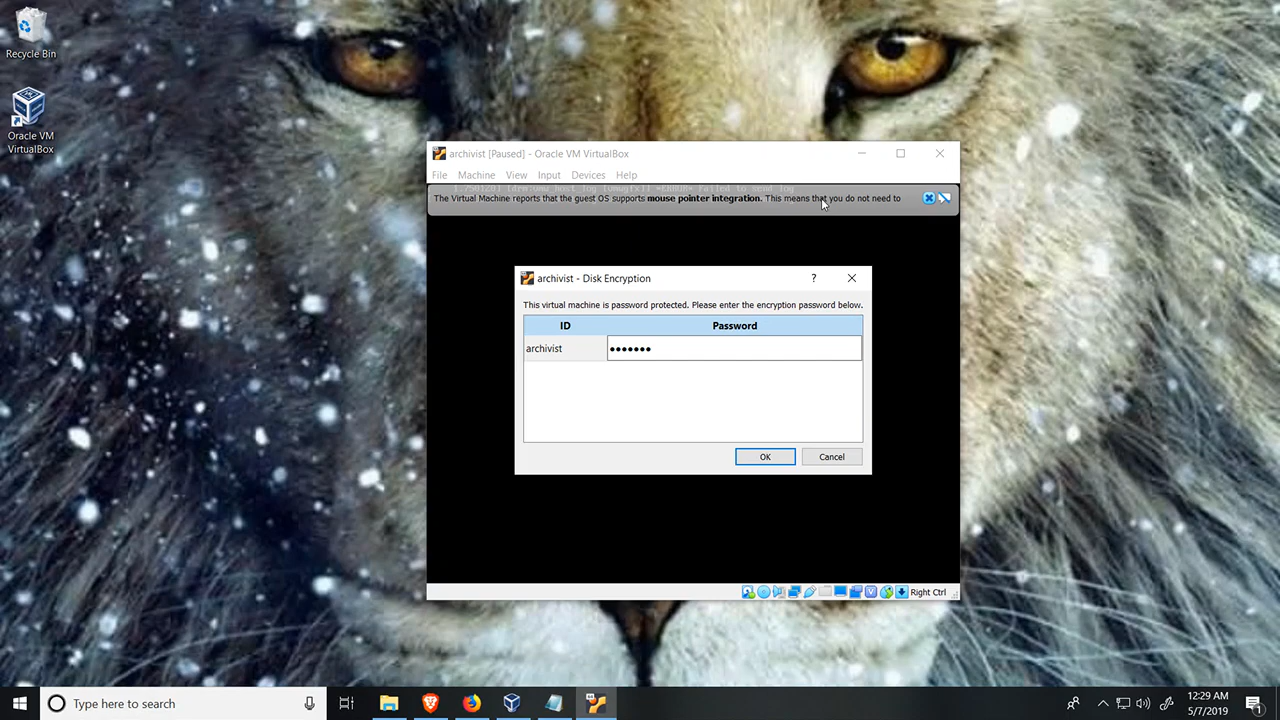 Recycle Bin
Oracle VM
VirtualBox
archivist [Paused] - Oracle VM VirtualBox
File Machine View Input Devices Help
The Virtual Machine reports that the guest OS supports mouse pointer integration. This means that you do not need to
archivist - Disk Encryption
This virtual machine is password protected. Please enter the encryption password below.
ID Password
archivist •••••••
OK Cancel
Right Ctrl
Type here to search
12:29 AM
5/7/2019
1